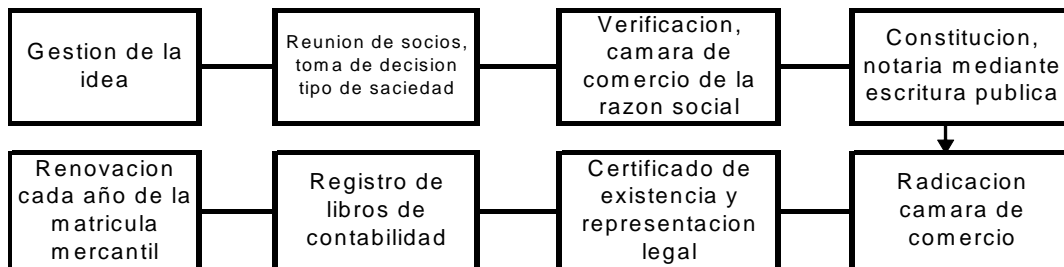 Gestion de la
idea
Reunion de socios,
toma de decision
tipo de saciedad
Verificacion,
camara de
comercio de la
razon social
Constitucion,
notaria mediante
escritura publica
Renovacion
cada año de la
matricula
mercantil
Registro de
libros de
contabilidad
Certificado de
existencia y
representacion
legal
Radicacion
camara de
comercio